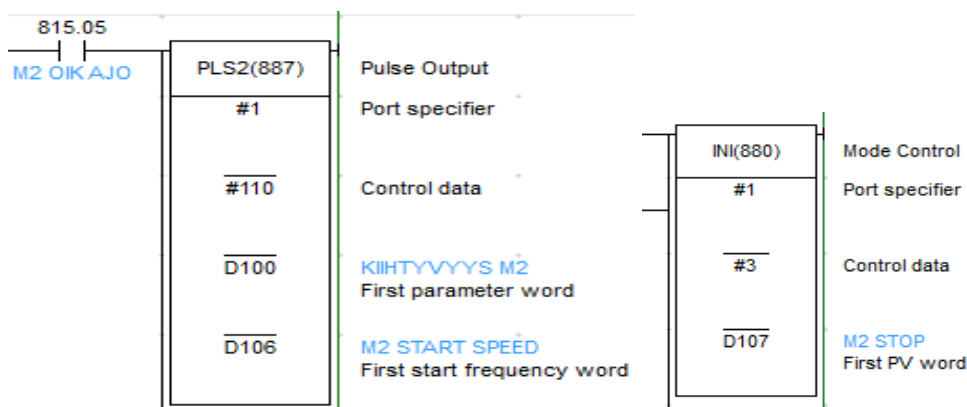 815.05
M2 OIK AJO
PLS2(887)
Pulse Output
#1
Port specifier
#110
Control data
D100
KIIHTYVYYS M2
First parameter word
D106
M2 START SPEED
First start frequency word
INI(880)
Mode Control
#1
Port specifier
#3
Control data
D107
M2 STOP
First PV word